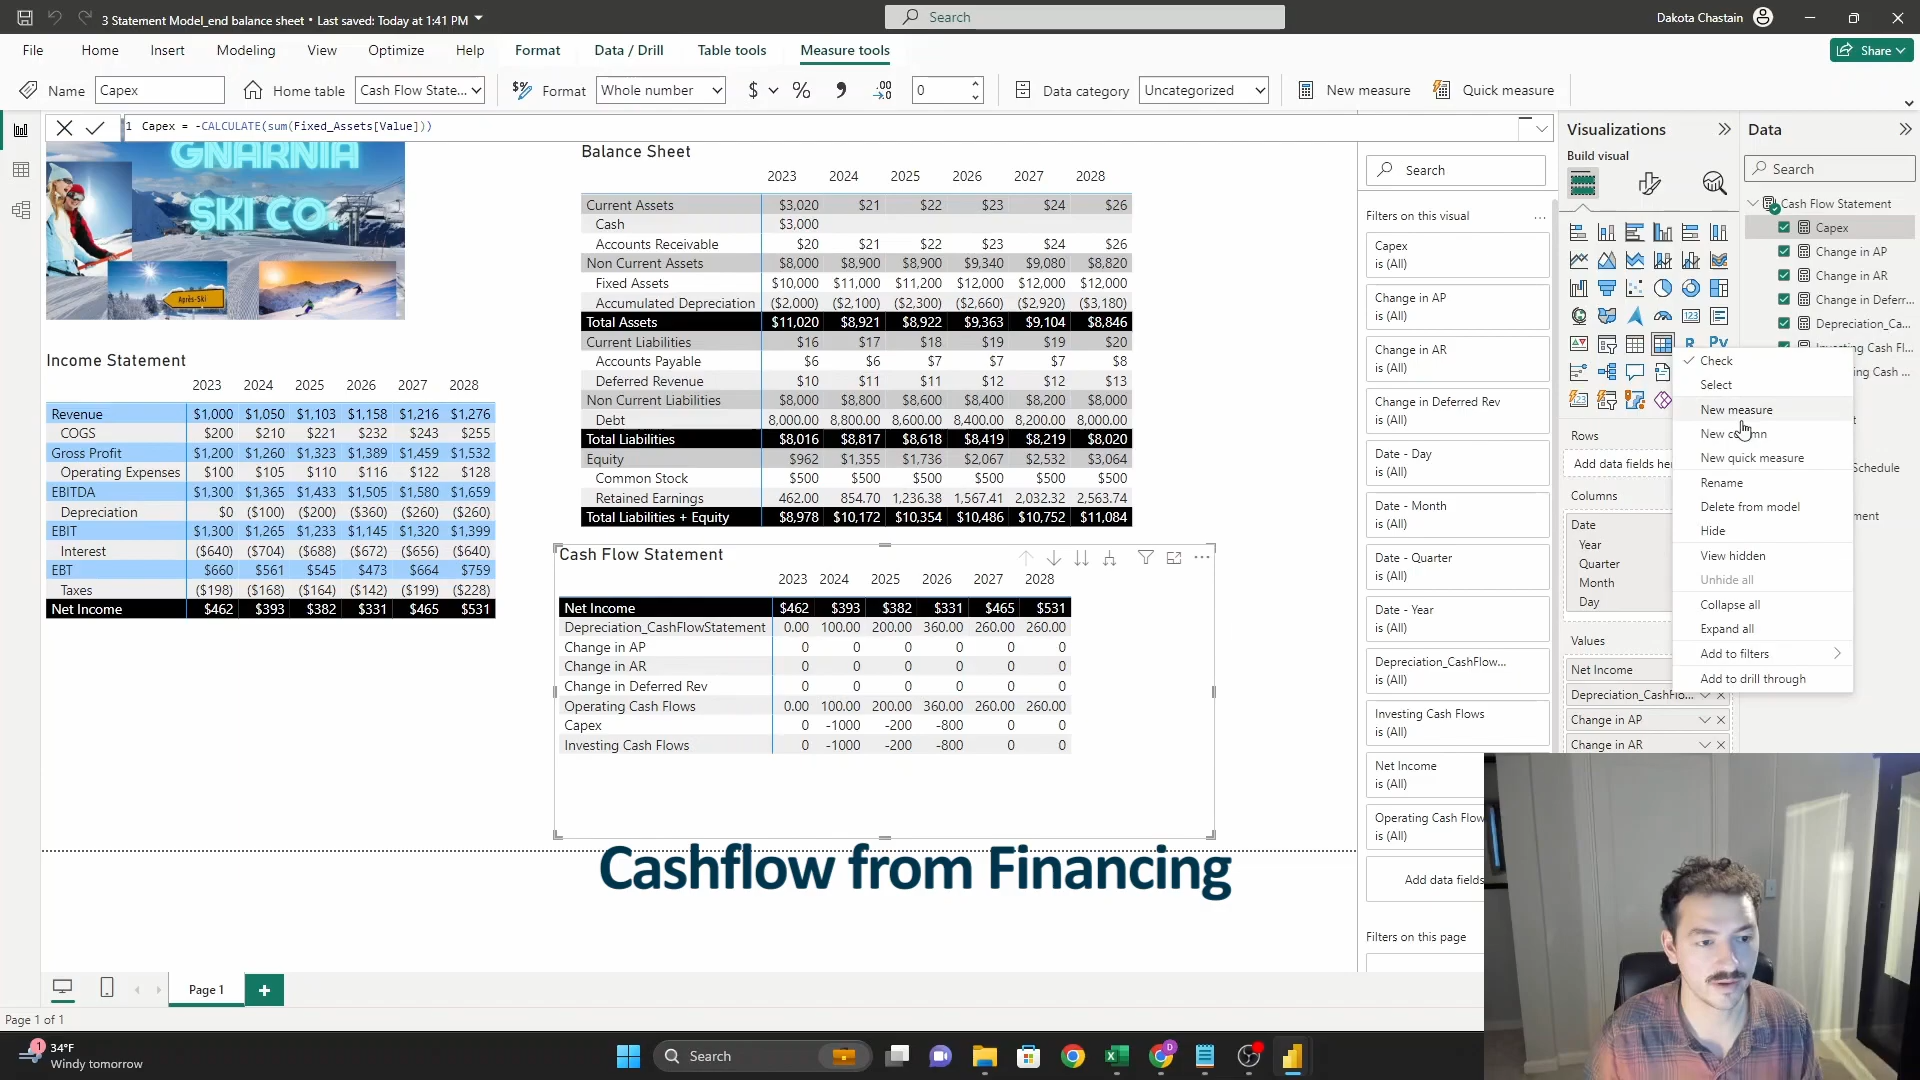 3 Statement Model_end balance sheet • Last saved: Today at 1:41 PM
Search
Dakota Chastain
File Home Insert Modeling View Optimize Help Format Data / Drill Table tools Measure tools
Share
Name Capex Home table Cash Flow State... Format Whole number $ % 0 Data category Uncategorized New measure Quick measure
1 Capex = -CALCULATE(sum(Fixed_Assets[Value]))
GNARNIA
SKI CO.
Après-Ski
Income Statement
2023 2024 2025 2026 2027 2028
Revenue $1,000 $1,050 $1,103 $1,158 $1,216 $1,276
COGS $200 $210 $221 $232 $243 $255
Gross Profit $1,200 $1,260 $1,323 $1,389 $1,459 $1,532
Operating Expenses $100 $105 $110 $116 $122 $128
EBITDA $1,300 $1,365 $1,433 $1,505 $1,580 $1,659
Depreciation $0 ($100) ($200) ($360) ($260) ($260)
EBIT $1,300 $1,265 $1,233 $1,145 $1,320 $1,399
Interest ($640) ($704) ($688) ($672) ($656) ($640)
EBT $660 $561 $545 $473 $664 $759
Taxes ($198) ($168) ($164) ($142) ($199) ($228)
Net Income $462 $393 $382 $331 $465 $531
Balance Sheet
2023 2024 2025 2026 2027 2028
Current Assets $3,020 $21 $22 $23 $24 $26
Cash $3,000
Accounts Receivable $20 $21 $22 $23 $24 $26
Non Current Assets $8,000 $8,900 $8,900 $9,340 $9,080 $8,820
Fixed Assets $10,000 $11,000 $11,200 $12,000 $12,000 $12,000
Accumulated Depreciation ($2,000) ($2,100) ($2,300) ($2,660) ($2,920) ($3,180)
Total Assets $11,020 $8,921 $8,922 $9,363 $9,104 $8,846
Current Liabilities $16 $17 $18 $19 $19 $20
Accounts Payable $6 $6 $7 $7 $7 $8
Deferred Revenue $10 $11 $11 $12 $12 $13
Non Current Liabilities $8,000 $8,800 $8,600 $8,400 $8,200 $8,000
Debt 8,000.00 8,800.00 8,600.00 8,400.00 8,200.00 8,000.00
Total Liabilities $8,016 $8,817 $8,618 $8,419 $8,219 $8,020
Equity $962 $1,355 $1,736 $2,067 $2,532 $3,064
Common Stock $500 $500 $500 $500 $500 $500
Retained Earnings 462.00 854.70 1,236.38 1,567.41 2,032.32 2,563.74
Total Liabilities + Equity $8,978 $10,172 $10,354 $10,486 $10,752 $11,084
Cash Flow Statement
2023 2024 2025 2026 2027 2028
Net Income $462 $393 $382 $331 $465 $531
Depreciation_CashFlowStatement 0.00 100.00 200.00 360.00 260.00 260.00
Change in AP 0 0 0 0 0 0
Change in AR 0 0 0 0 0 0
Change in Deferred Rev 0 0 0 0 0 0
Operating Cash Flows 0.00 100.00 200.00 360.00 260.00 260.00
Capex 0 -1000 -200 -800 0 0
Investing Cash Flows 0 -1000 -200 -800 0 0
Cashflow from Financing
Search
Filters on this visual
Capex
is (All)
Change in AP
is (All)
Change in AR
is (All)
Change in Deferred Rev
is (All)
Date - Day
is (All)
Date - Month
is (All)
Date - Quarter
is (All)
Date - Year
is (All)
Depreciation_CashFlow...
is (All)
Investing Cash Flows
is (All)
Net Income
is (All)
Operating Cash Flow
is (All)
Add data fields
Filters on this page
Visualizations
Build visual
R
Py
123
Rows
Add data fields he
Columns
Date
Year
Quarter
Month
Day
Values
Net Income
Depreciation_CashFlo...
Change in AP
Change in AR
Data
Search
Cash Flow Statement
Capex
Change in AP
Change in AR
Change in Deferr...
Depreciation_Ca...
Investing Cash Fl...
ing Cash ...
t
Schedule
ment
Check
Select
New measure
New column
New quick measure
Rename
Delete from model
Hide
View hidden
Unhide all
Collapse all
Expand all
Add to filters
Add to drill through
Page 1
Page 1 of 1
1
34°F
Windy tomorrow
Search
D